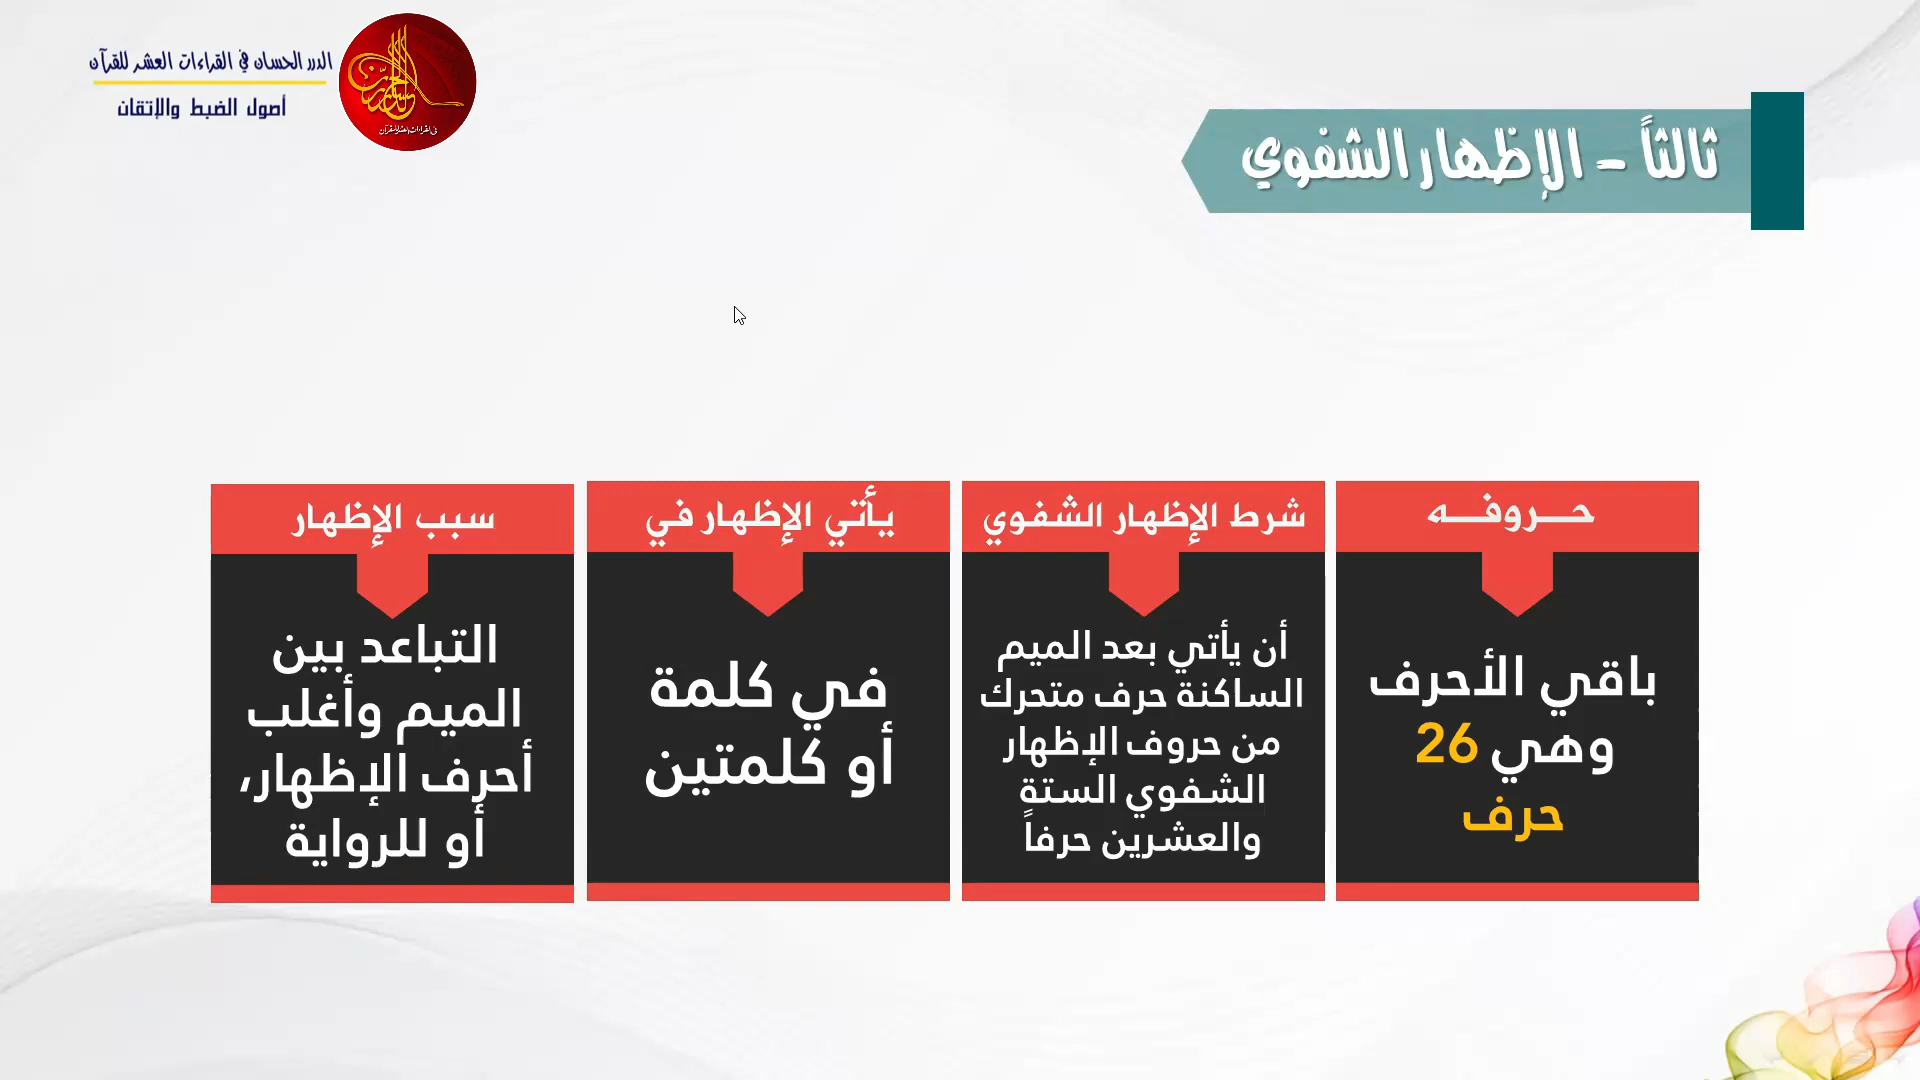 الدرر الحسان في القراءات العشر للقرآن
أصول الضبط والإتقان
ثالثاً - الإظهار الشفوي
حـــروفـــه
باقي الأحرف
وهي 26
حرف
شرط الإظهار الشفوي
أن يأتي بعد الميم
الساكنة حرف متحرك
من حروف الإظهار
الشفوي الستة
والعشرين حرفاً
يأتي الإظهار في
في كلمة
أو كلمتين
سبب الإظهار
التباعد بين
الميم وأغلب
أحرف الإظهار،
أو للرواية